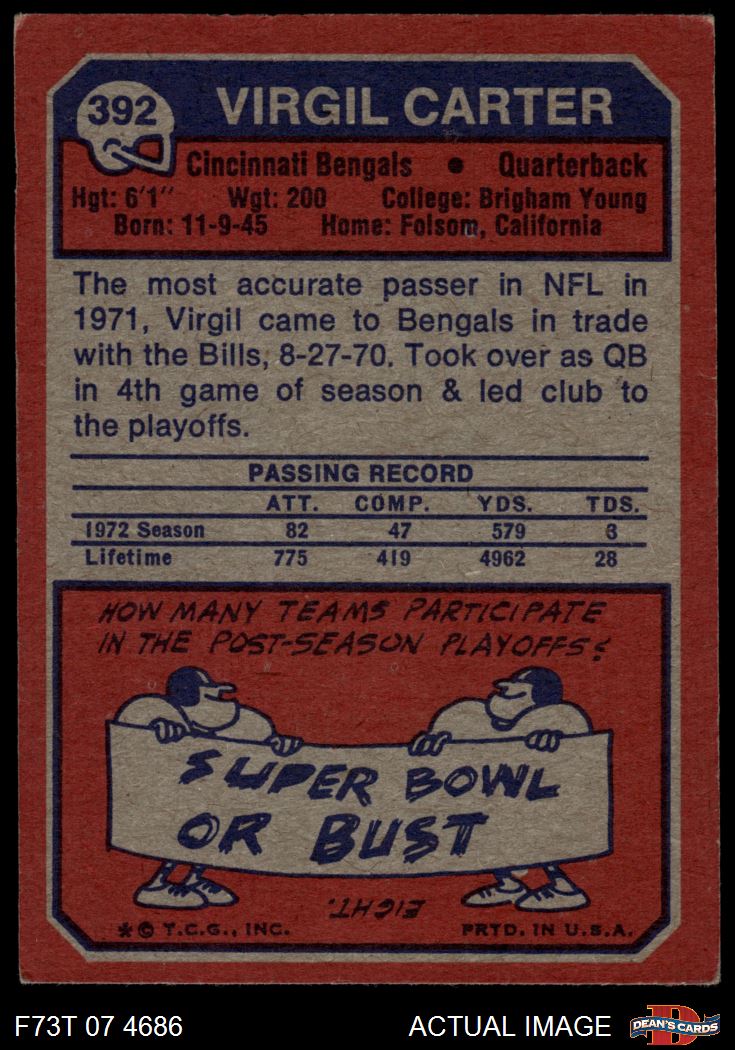 392 VIRGIL CARTER
Cincinnati Bengals • Quarterback
Hgt: 6'1" Wgt: 200 College: Brigham Young
Born: 11-9-45 Home: Folsom, California
The most accurate passer in NFL in
1971, Virgil came to Bengals in trade
with the Bills, 8-27-70. Took over as QB
in 4th game of season & led club to
the playoffs.
PASSING RECORD
ATT. COMP. YDS. TDS.
1972 Season 82 47 579 3
Lifetime 775 419 4962 28
HOW MANY TEAMS PARTICIPATE
IN THE POST-SEASON PLAYOFFS?
SUPER BOWL
OR BUST
EIGHT.
*© T.C.G., INC. PRTD. IN U.S.A.
F73T 07 4686 ACTUAL IMAGE D DEAN'S CARDS